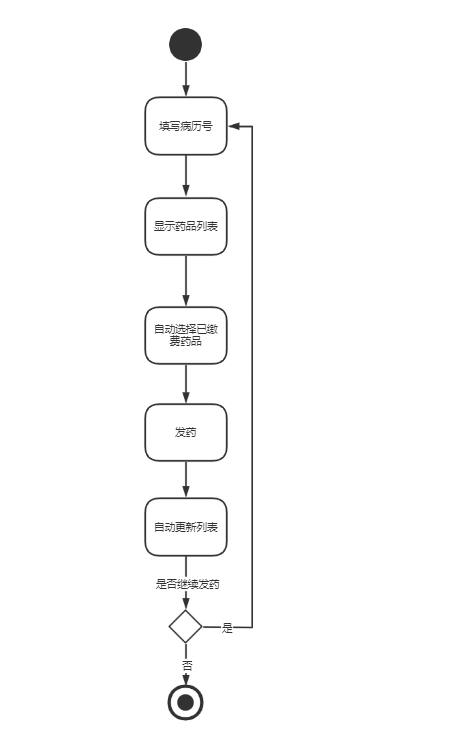 填写病历号
显示药品列表
自动选择已缴
费药品
发药
自动更新列表
是否继续发药
是
否